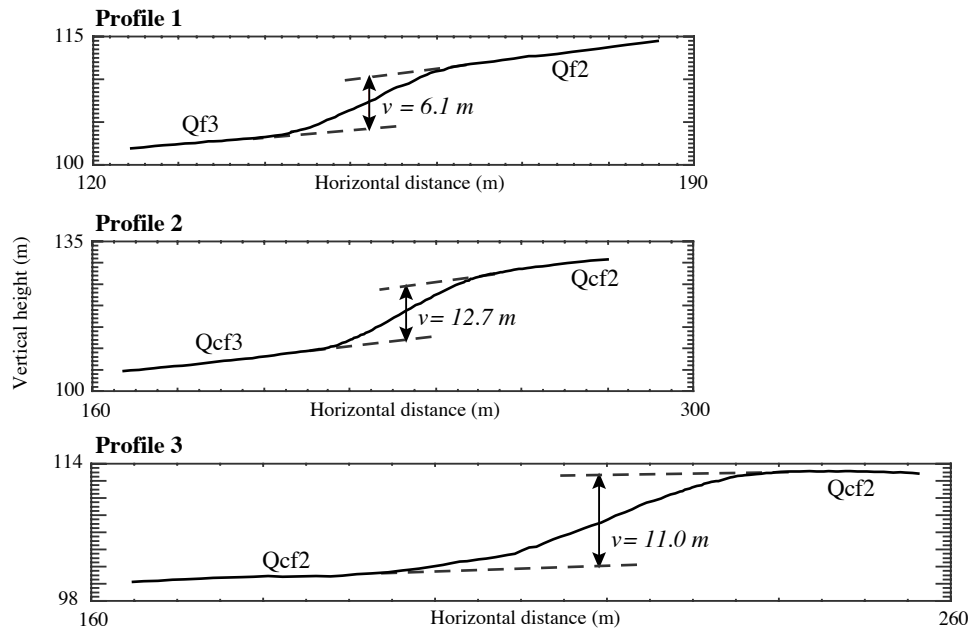 Profile 1
115
Qf2
v = 6.1 m
Qf3
100
120
Horizontal distance (m)
190
Profile 2
135
Qcf2
v= 12.7 m
Qcf3
100
160
Horizontal distance (m)
300
Vertical height (m)
Profile 3
114
Qcf2
v= 11.0 m
Qcf2
98
160
Horizontal distance (m)
260